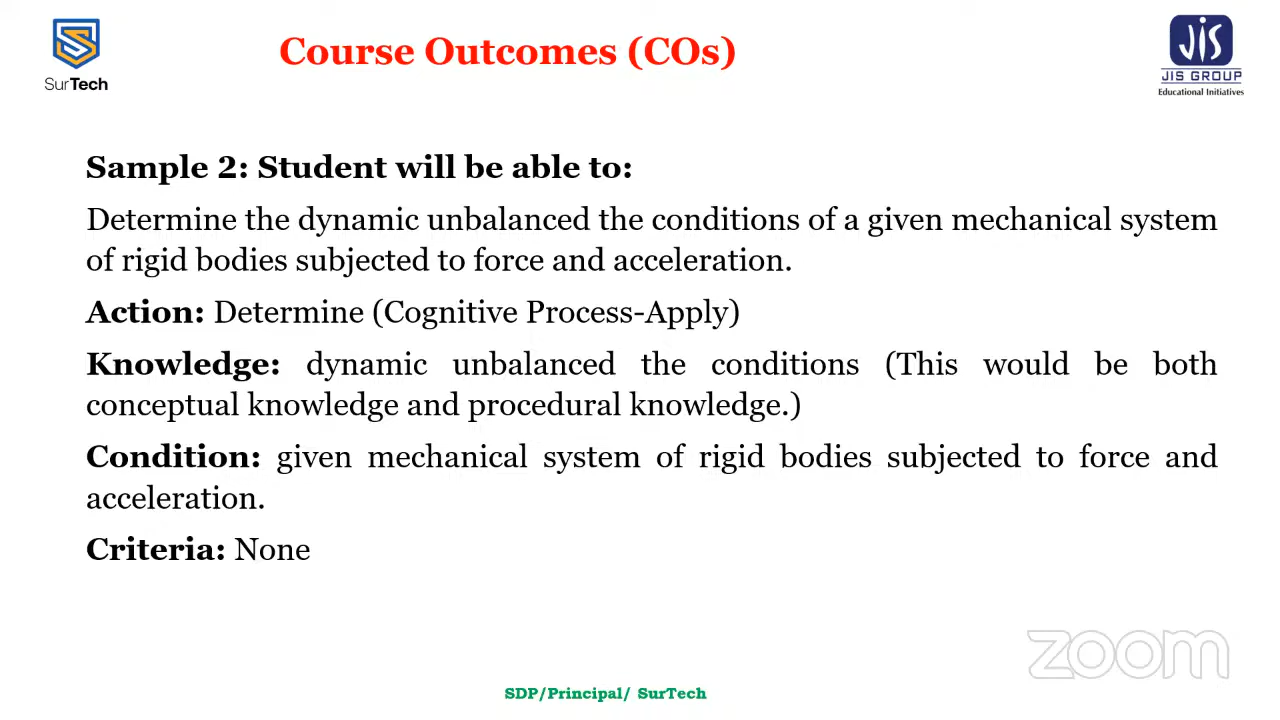 SurTech
Course Outcomes (COs)
JIS
JIS GROUP
Educational Initiatives
Sample 2: Student will be able to:
Determine the dynamic unbalanced the conditions of a given mechanical system
of rigid bodies subjected to force and acceleration.
Action: Determine (Cognitive Process-Apply)
Knowledge: dynamic unbalanced the conditions (This would be both
conceptual knowledge and procedural knowledge.)
Condition: given mechanical system of rigid bodies subjected to force and
acceleration.
Criteria: None
zoom
SDP/Principal/ SurTech